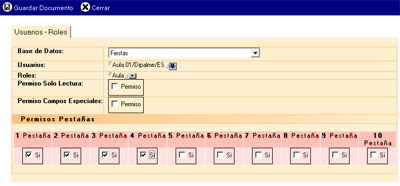 Guardar Documento Cerrar
Usuarios - Roles
Base de Datos: Fiestas
Usuarios: Aula 01/Dipalme/ES
Roles: Aula
Permiso Solo Lectura: Permiso
Permiso Campos Especiales: Permiso
Permisos Pestañas
1 Pestaña 2 Pestaña 3 Pestaña 4 Pestaña 5 Pestaña 6 Pestaña 7 Pestaña 8 Pestaña 9 Pestaña 10 Pestaña
Si Si Si Si Si Si Si Si Si Si